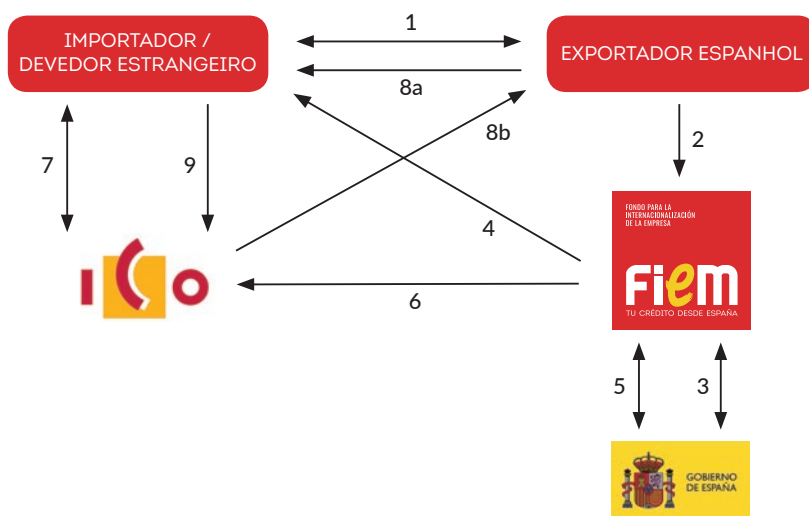 IMPORTADOR /
DEVEDOR ESTRANGEIRO
1
EXPORTADOR ESPANHOL
8a
8b
2
7
9
4
FONDO PARA LA
INTERNACIONALIZACIÓN
DE LA EMPRESA
fiem
TU CRÉDITO DESDE ESPAÑA
ICO
6
5
3
GOBIERNO
DE ESPAÑA